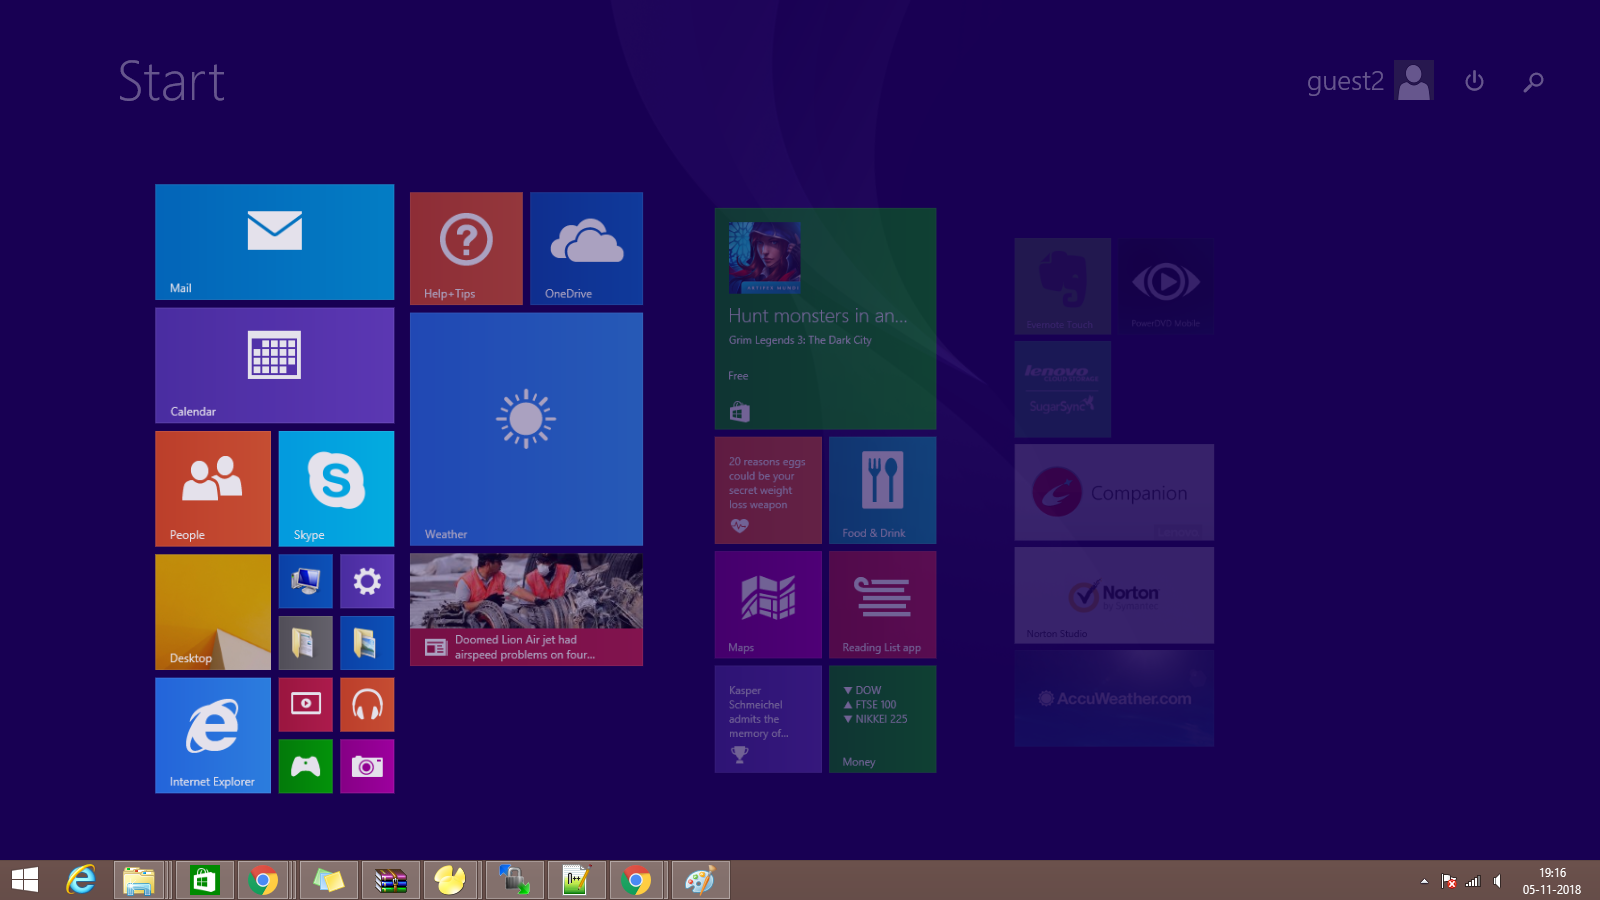 Start
guest2
Mail
Calendar
People
Skype
Desktop
Internet Explorer
Help+Tips
OneDrive
Weather
Doomed Lion Air jet had
airspeed problems on four...
ARTIFEX MUNDI
Hunt monsters in an...
Grim Legends 3: The Dark City
Free
20 reasons eggs
could be your
secret weight
loss weapon
Food & Drink
Maps
Reading List app
Kasper
Schmeichel
admits the
memory of...
▼ DOW
▲ FTSE 100
▼ NIKKEI 225
Money
Evernote Touch
PowerDVD Mobile
lenovo
SugarSync
Companion
Norton
by Symantec
Norton Studio
AccuWeather.com
19:16
05-11-2018